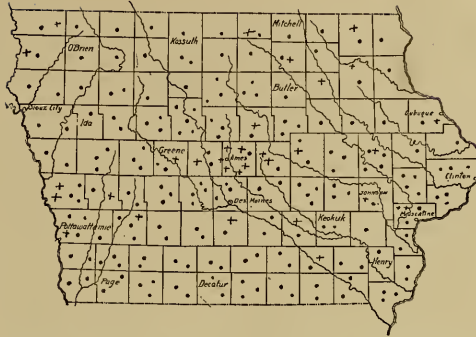 Mitchell
O'Brien
Kossuth
Butler
Sioux City
Dubuque
Ida
Greene
Ames
Clinton
Johnson
Des Moines
Muscatine
Keokuk
Pottawattamie
Henry
Page
Decatur